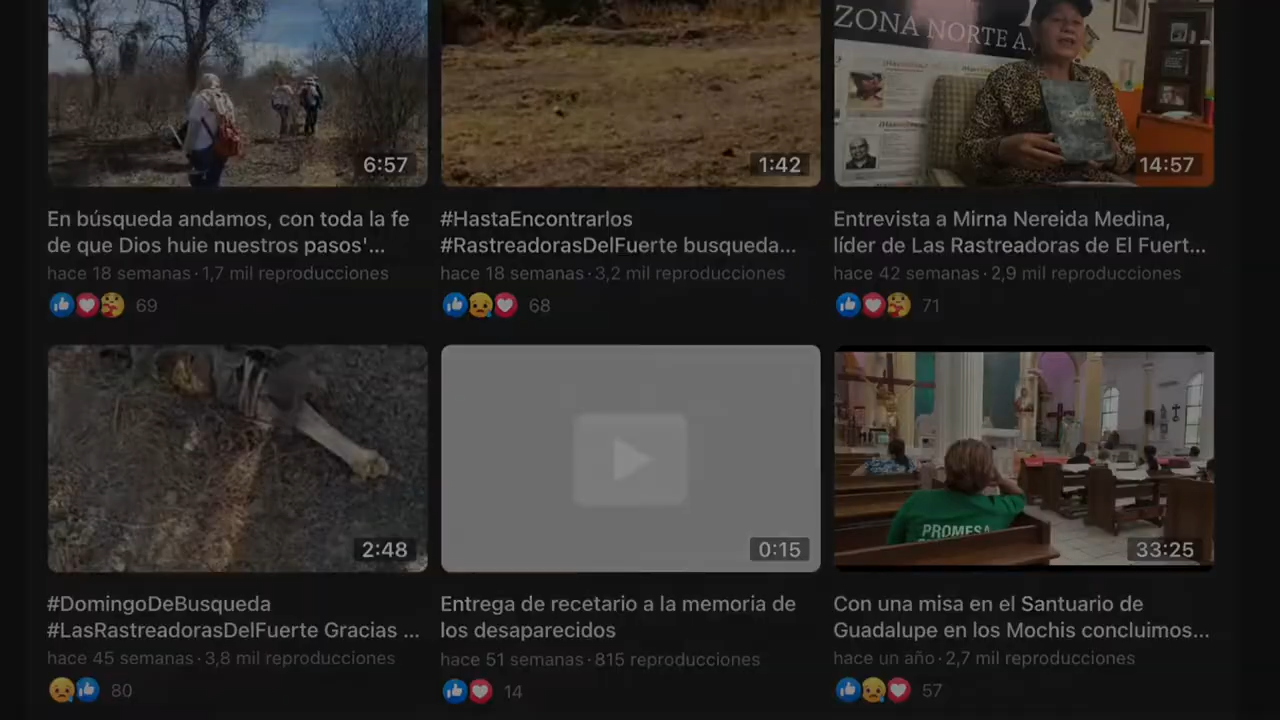 ZONA NORTE A.
6:57
1:42
14:57
En búsqueda andamos, con toda la fe
de que Dios huie nuestros pasos'...
hace 18 semanas · 1,7 mil reproducciones
69
#HastaEncontrarlos
#RastreadorasDelFuerte busqueda...
hace 18 semanas · 3,2 mil reproducciones
68
Entrevista a Mirna Nereida Medina,
líder de Las Rastreadoras de El Fuert...
hace 42 semanas · 2,9 mil reproducciones
71
2:48
0:15
PROMESA
33:25
#DomingoDeBusqueda
#LasRastreadorasDelFuerte Gracias ...
hace 45 semanas · 3,8 mil reproducciones
80
Entrega de recetario a la memoria de
los desaparecidos
hace 51 semanas · 815 reproducciones
14
Con una misa en el Santuario de
Guadalupe en los Mochis concluimos...
hace un año · 2,7 mil reproducciones
57